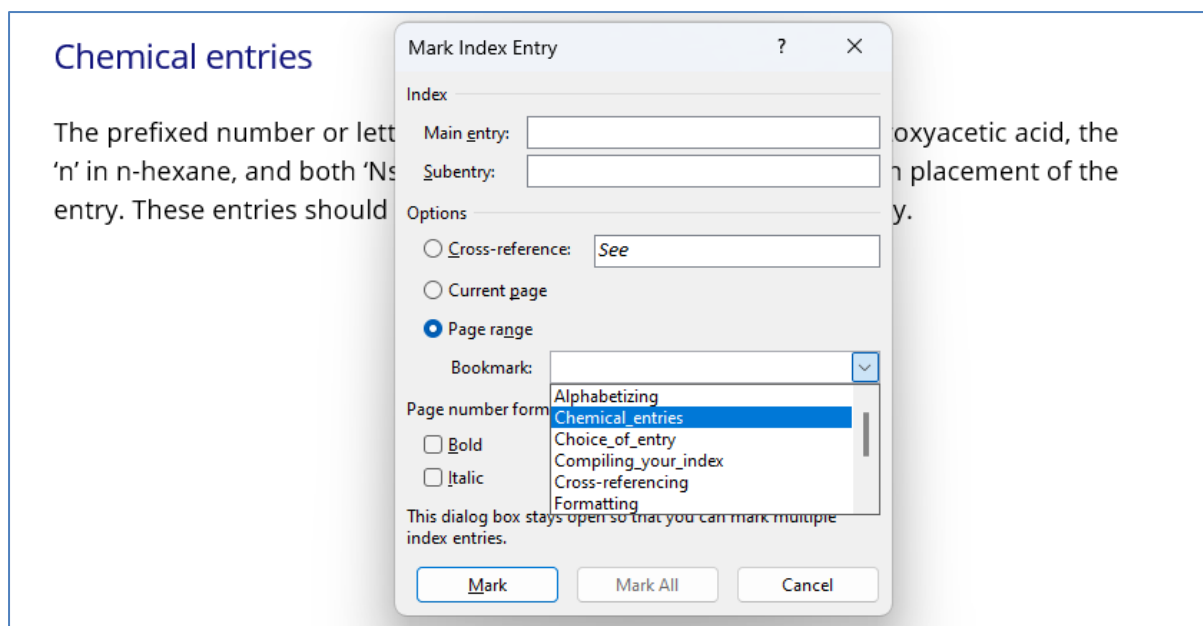 Chemical entries
The prefixed number or lett
oxyacetic acid, the
‘n’ in n-hexane, and both ‘Ns
n placement of the
entry. These entries should
y.
Mark Index Entry
?
Index
Main entry:
Subentry:
Options
Cross-reference: See
Current page
Page range
Bookmark:
Alphabetizing
Chemical_entries
Choice_of_entry
Compiling_your_index
Cross-referencing
Formatting
Page number form
Bold
Italic
This dialog box stays open so that you can mark multiple
index entries.
Mark Mark All Cancel